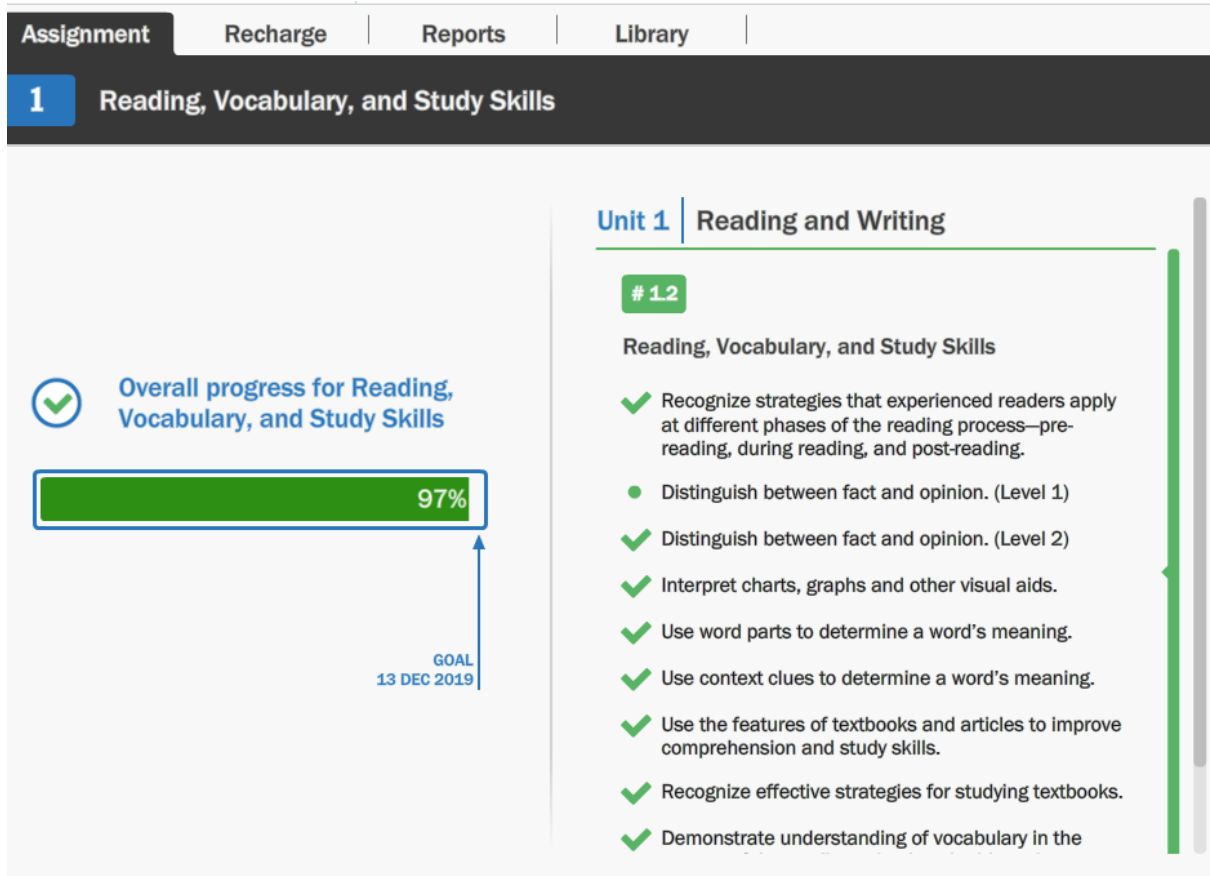 Assignment Recharge Reports Library
1 Reading, Vocabulary, and Study Skills
Overall progress for Reading,
Vocabulary, and Study Skills
97%
GOAL
13 DEC 2019
Unit 1 Reading and Writing
# 1.2
Reading, Vocabulary, and Study Skills
Recognize strategies that experienced readers apply
at different phases of the reading process—pre-
reading, during reading, and post-reading.
Distinguish between fact and opinion. (Level 1)
Distinguish between fact and opinion. (Level 2)
Interpret charts, graphs and other visual aids.
Use word parts to determine a word's meaning.
Use context clues to determine a word's meaning.
Use the features of textbooks and articles to improve
comprehension and study skills.
Recognize effective strategies for studying textbooks.
Demonstrate understanding of vocabulary in the